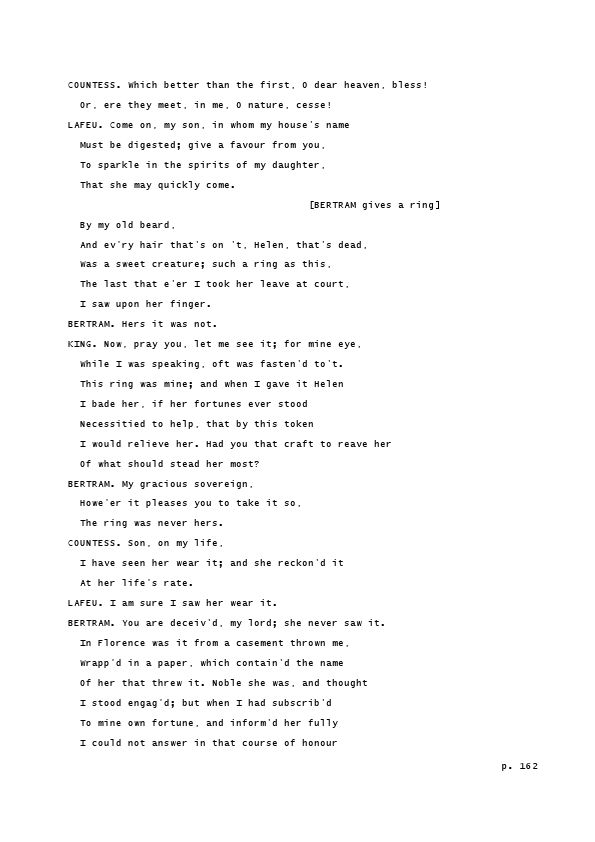 COUNTESS. Which better than the first, O dear heaven, bless!
Or, ere they meet, in me, O nature, cesse!
LAFEU. Come on, my son, in whom my house's name
Must be digested; give a favour from you,
To sparkle in the spirits of my daughter,
That she may quickly come.
[BERTRAM gives a ring]
By my old beard,
And ev'ry hair that's on 't, Helen, that's dead,
Was a sweet creature; such a ring as this,
The last that e'er I took her leave at court,
I saw upon her finger.
BERTRAM. Hers it was not.
KING. Now, pray you, let me see it; for mine eye,
While I was speaking, oft was fasten'd to't.
This ring was mine; and when I gave it Helen
I bade her, if her fortunes ever stood
Necessitied to help, that by this token
I would relieve her. Had you that craft to reave her
Of what should stead her most?
BERTRAM. My gracious sovereign,
Howe'er it pleases you to take it so,
The ring was never hers.
COUNTESS. Son, on my life,
I have seen her wear it; and she reckon'd it
At her life's rate.
LAFEU. I am sure I saw her wear it.
BERTRAM. You are deceiv'd, my lord; she never saw it.
In Florence was it from a casement thrown me,
Wrapp'd in a paper, which contain'd the name
Of her that threw it. Noble she was, and thought
I stood engag'd; but when I had subscrib'd
To mine own fortune, and inform'd her fully
I could not answer in that course of honour
p. 162